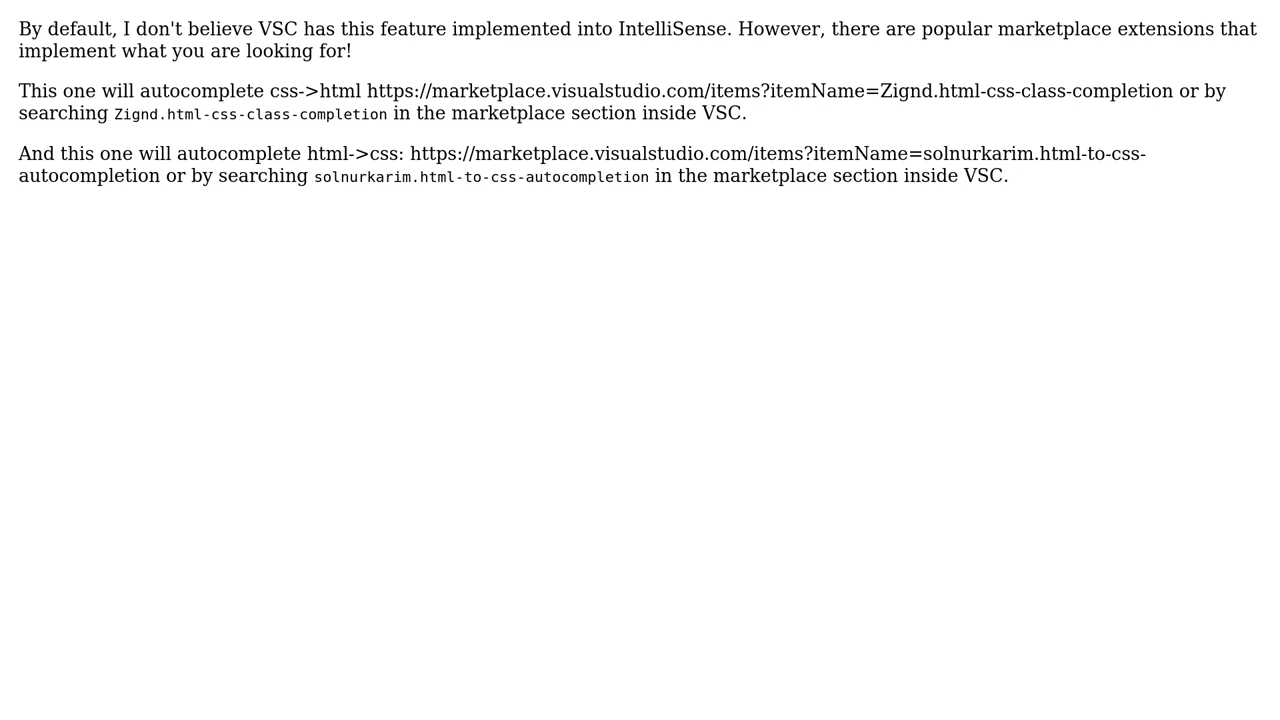 By default, I don't believe VSC has this feature implemented into IntelliSense. However, there are popular marketplace extensions that
implement what you are looking for!
This one will autocomplete css->html https://marketplace.visualstudio.com/items?itemName=Zignd.html-css-class-completion or by
searching Zignd.html-css-class-completion in the marketplace section inside VSC.
And this one will autocomplete html->css: https://marketplace.visualstudio.com/items?itemName=solnurkarim.html-to-css-
autocompletion or by searching solnurkarim.html-to-css-autocompletion in the marketplace section inside VSC.